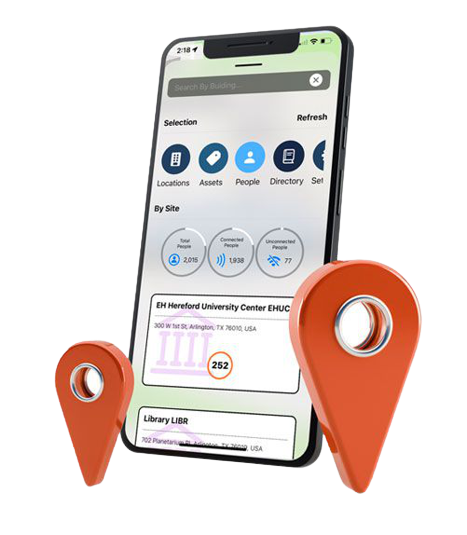 2:18
Search By Buiding...
Selection Refresh
Locations Assets People Directory Set
By Site
Total People 2,015
Connected People 1,938
Unconnected People 77
EH Hereford University Center EHUC
300 W 1st St, Arlington, TX 76010, USA
252
Library LIBR
702 Planetarium Pl, Arlington, TX 76019, USA